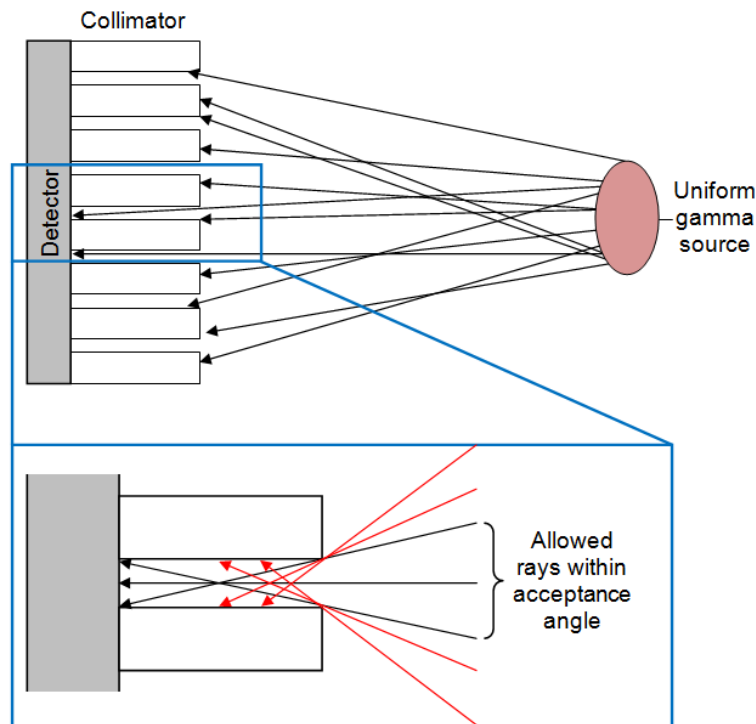 Collimator
Detector
Uniform
gamma
source
Allowed
rays within
acceptance
angle